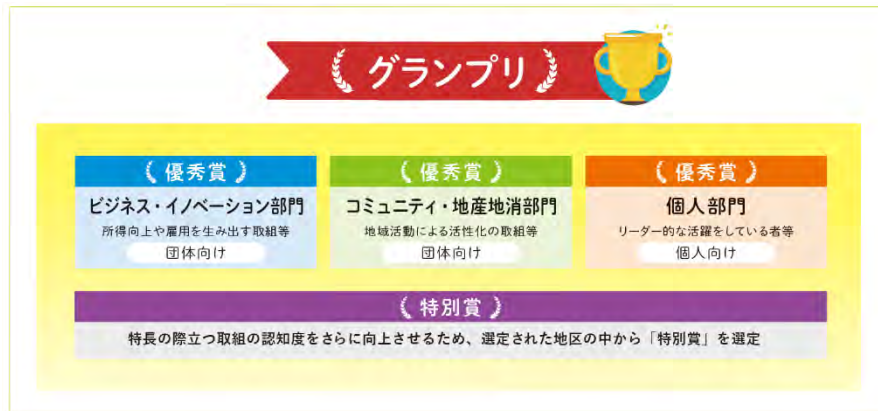 グランプリ
優秀賞
ビジネス・イノベーション部門
所得向上や雇用を生み出す取組等
団体向け
優秀賞
コミュニティ・地産地消部門
地域活動による活性化の取組等
団体向け
優秀賞
個人部門
リーダー的な活躍をしている者等
個人向け
特別賞
特長の際立つ取組の認知度をさらに向上させるため、選定された地区の中から「特別賞」を選定